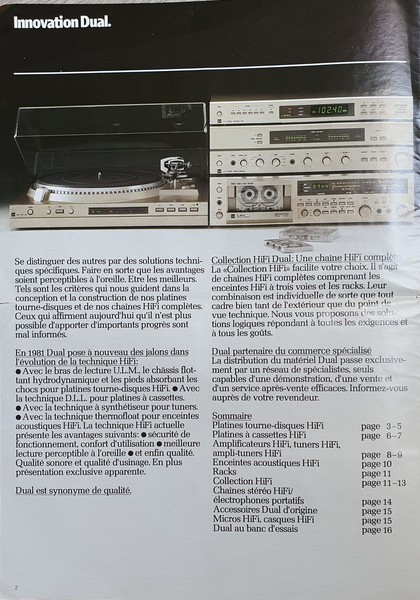 Innovation Dual.
102.40
Se distinguer des autres par des solutions techni-
ques spécifiques. Faire en sorte que les avantages
soient perceptibles à l'oreille. Etre les meilleurs.
Tels sont les critères qui nous guident dans la
conception et la construction de nos platines
tourne-disques et de nos chaînes HiFi complètes.
Ceux qui affirment aujourd'hui qu'il n'est plus
possible d'apporter d'importants progrès sont
mal informés.
En 1981 Dual pose à nouveau des jalons dans
l'évolution de la technique HiFi:
● Avec le bras de lecture U.L.M., le châssis flot-
tant hydrodynamique et les pieds absorbant les
chocs pour platines tourne-disques HiFi. ● Avec
la technique D.L.L. pour platines à cassettes.
● Avec la technique à synthétiseur pour tuners.
● Avec la technique thermofloat pour enceintes
acoustiques HiFi. La technique HiFi actuelle
présente les avantages suivants: ● sécurité de
fonctionnement, confort d'utilisation ● meilleure
lecture perceptible à l'oreille ● et enfin qualité.
Qualité sonore et qualité d'usinage. En plus
présentation exclusive apparente.
Dual est synonyme de qualité.
Collection HiFi Dual: Une chaîne HiFi complète
La «Collection HiFi» facilite votre choix. Il s'agit
de chaînes HiFi complètes comprenant les
enceintes HiFi à trois voies et les racks. Leur
combinaison est individuelle de sorte que tout
cadre bien tant de l'extérieur que du point de
vue technique. Nous vous proposons des solu-
tions logiques répondant à toutes les exigences et
à tous les goûts.
Dual partenaire du commerce spécialisé
La distribution du matériel Dual passe exclusive-
ment par un réseau de spécialistes, seuls
capables d'une démonstration, d'une vente et
d'un service après-vente efficaces. Informez-vous
auprès de votre revendeur.
Sommaire
Platines tourne-disques HiFi page 3–5
Platines à cassettes HiFi page 6–7
Amplificateurs HiFi, tuners HiFi,
ampli-tuners HiFi page 8–9
Enceintes acoustiques HiFi page 10
Racks page 11
Collection HiFi page 11–13
Chaînes stéréo HiFi/
électrophones portatifs page 14
Accessoires Dual d'origine page 15
Micros HiFi, casques HiFi page 15
Dual au banc d'essais page 16
2